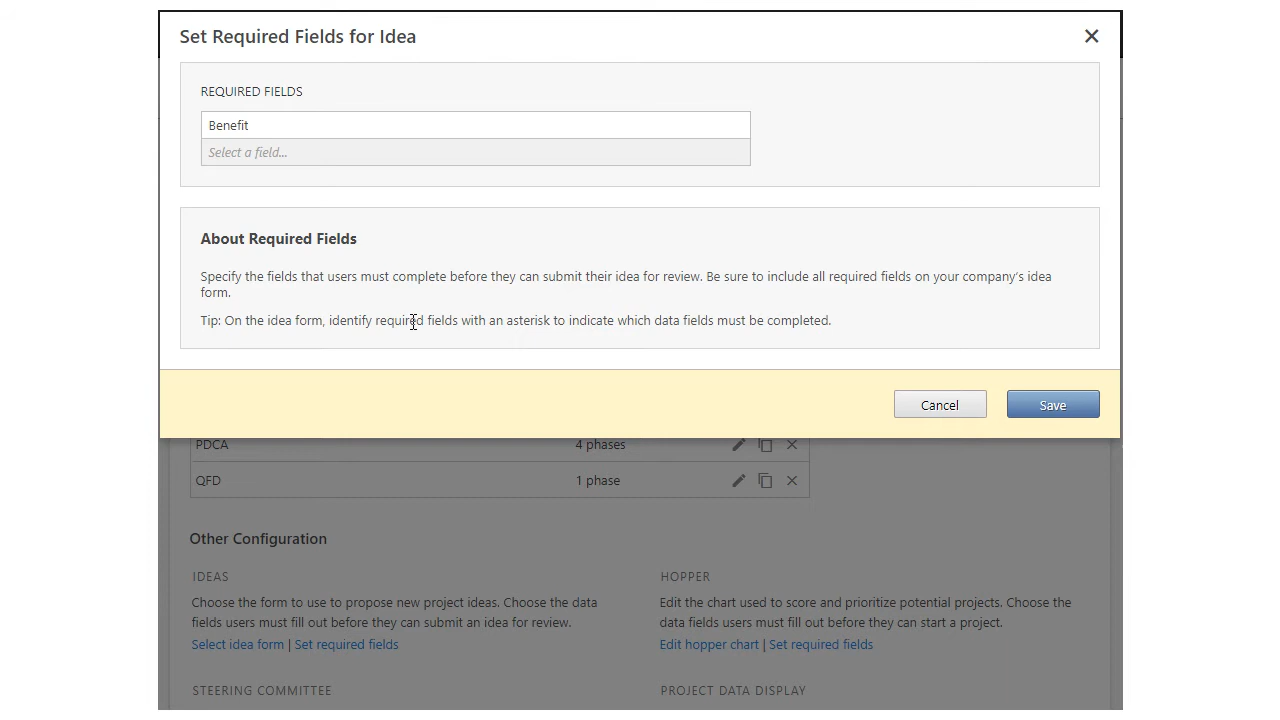 Set Required Fields for Idea
REQUIRED FIELDS
Benefit
Select a field...
About Required Fields
Specify the fields that users must complete before they can submit their idea for review. Be sure to include all required fields on your company's idea
form.
Tip: On the idea form, identify required fields with an asterisk to indicate which data fields must be completed.
Cancel
Save
PDCA 4 phases
QFD 1 phase
Other Configuration
IDEAS
Choose the form to use to propose new project ideas. Choose the data
fields users must fill out before they can submit an idea for review.
Select idea form | Set required fields
HOPPER
Edit the chart used to score and prioritize potential projects. Choose the
data fields users must fill out before they can start a project.
Edit hopper chart | Set required fields
STEERING COMMITTEE
PROJECT DATA DISPLAY